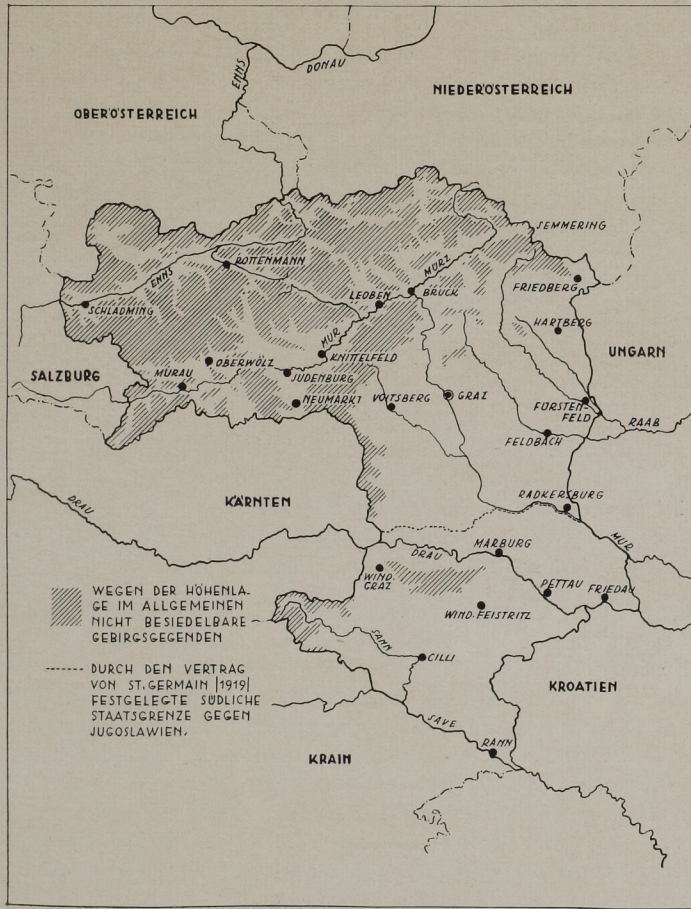 DONAU
ENNS
NIEDERÖSTERREICH
OBERÖSTERREICH
SEMMERING
MÜRZ
ROTTENMANN
ENNS
FRIEDBERG
LEOBEN
BRUCK
SCHLADMING
HARTBERG
MUR
UNGARN
KNITTELFELD
OBERWÖLZ
SALZBURG
JUDENBURG
MURAU
NEUMARKT
VOITSBERG
GRAZ
FÜRSTEN-
FELD
RAAB
FELDBACH
RADKERSBURG
KÄRNTEN
DRAU
MUR
MARBURG
DRAU
WIND.
GRAZ
PETTAU
FRIEDAU
WIND. FEISTRITZ
WEGEN DER HÖHENLA-
GE IM ALLGEMEINEN
NICHT BESIEDELBARE
GEBIRGSGEGENDEN
SANN
CILLI
DURCH DEN VERTRAG
VON ST. GERMAIN |1919|
FESTGELEGTE SÜDLICHE
STAATSGRENZE GEGEN
JUGOSLAWIEN.
KROATIEN
SAVE
RANN
KRAIN